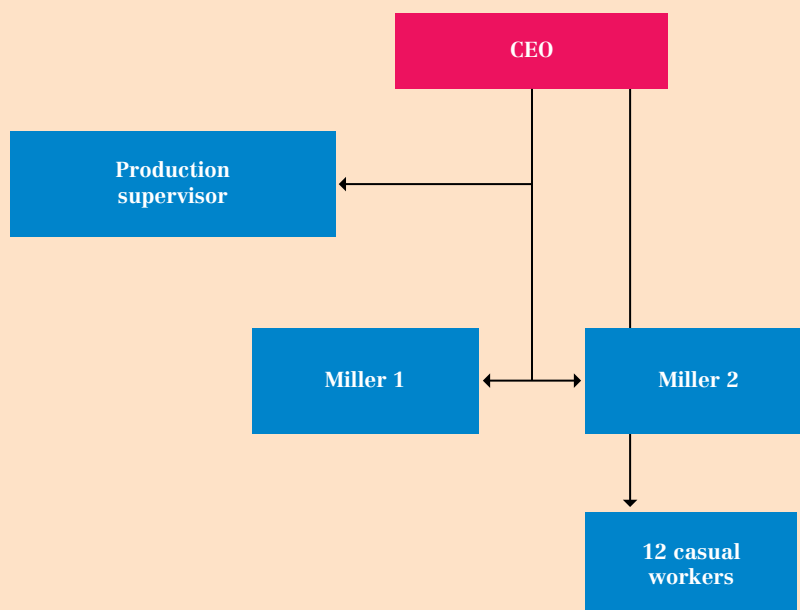 CEO
Production
supervisor
Miller 1
Miller 2
12 casual
workers